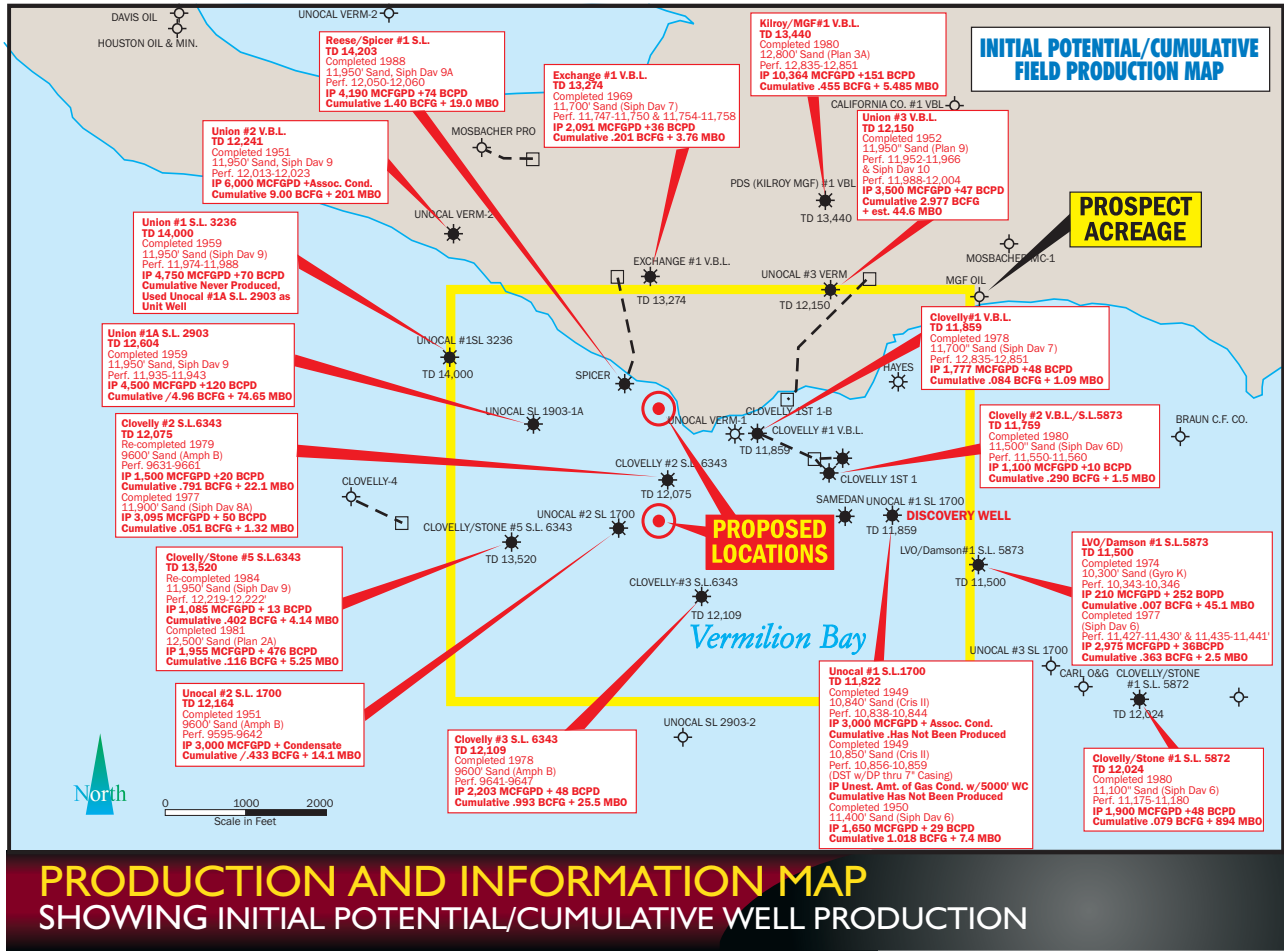 DAVIS OIL
HOUSTON OIL & MIN.
UNOCAL VERM-2
INITIAL POTENTIAL/CUMULATIVE
FIELD PRODUCTION MAP
Reese/Spicer #1 S.L.
TD 14,203
Completed 1988
11,950' Sand, Siph Dav 9A
Perf. 12,050-12,060
IP 4,190 MCFGPD +74 BCPD
Cumulative 1.40 BCFG + 19.0 MBO
Exchange #1 V.B.L.
TD 13,274
Completed 1969
11,700' Sand (Siph Dav 7)
Perf. 11,747-11,750 & 11,754-11,758
IP 2,091 MCFGPD +36 BCPD
Cumulative .201 BCFG + 3.76 MBO
Kilroy/MGF#1 V.B.L.
TD 13,440
Completed 1980
12,800' Sand (Plan 3A)
Perf. 12,835-12,851
IP 10,364 MCFGPD +151 BCPD
Cumulative .455 BCFG + 5.485 MBO
CALIFORNIA CO. #1 VBL
Union #3 V.B.L.
TD 12,150
Completed 1952
11,950" Sand (Plan 9)
Perf. 11,952-11,966
& Siph Dav 10
Perf. 11,988-12,004
IP 3,500 MCFGPD +47 BCPD
Cumulative 2.977 BCFG
+ est. 44.6 MBO
MOSBACHER PRO
Union #2 V.B.L.
TD 12,241
Completed 1951
11,950' Sand, Siph Dav 9
Perf. 12,013-12,023
IP 6,000 MCFGPD +Assoc. Cond.
Cumulative 9.00 BCFG + 201 MBO
UNOCAL VERM-2
PDS (KILROY MGF) #1 VBL
TD 13,440
PROSPECT
ACREAGE
MOSBACHER MC-1
MGF OIL
Union #1 S.L. 3236
TD 14,000
Completed 1959
11,950' Sand (Siph Dav 9)
Perf. 11,974-11,988
IP 4,750 MCFGPD +70 BCPD
Cumulative Never Produced,
Used Unocal #1A S.L. 2903 as
Unit Well
EXCHANGE #1 V.B.L.
TD 13,274
UNOCAL #3 VERM
TD 12,150
Clovelly#1 V.B.L.
TD 11,859
Completed 1978
11,700" Sand (Siph Dav 7)
Perf. 12,835-12,851
IP 1,777 MCFGPD +48 BCPD
Cumulative .084 BCFG + 1.09 MBO
Union #1A S.L. 2903
TD 12,604
Completed 1959
11,950' Sand, Siph Dav 9
Perf. 11,935-11,943
IP 4,500 MCFGPD +120 BCPD
Cumulative /4.96 BCFG + 74.65 MBO
UNOCAL #1SL 3236
TD 14,000
SPICER
HAYES
UNOCAL SL 1903-1A
UNOCAL VERM-1
CLOVELLY 1ST 1-B
CLOVELLY #1 V.B.L.
TD 11,859
Clovelly #2 V.B.L./S.L.5873
TD 11,759
Completed 1980
11,500" Sand (Siph Dav 6D)
Perf. 11,550-11,560
IP 1,100 MCFGPD +10 BCPD
Cumulative .290 BCFG + 1.5 MBO
BRAUN C.F. CO.
Clovelly #2 S.L.6343
TD 12,075
Re-completed 1979
9600' Sand (Amph B)
Perf. 9631-9661
IP 1,500 MCFGPD +20 BCPD
Cumulative .791 BCFG + 22.1 MBO
Completed 1977
11,900' Sand (Siph Dav 8A)
IP 3,095 MCFGPD + 50 BCPD
Cumulative .051 BCFG + 1.32 MBO
CLOVELLY #2 S.L.6343
TD 12,075
CLOVELLY 1ST 1
CLOVELLY-4
SAMEDAN
UNOCAL #1 SL 1700
DISCOVERY WELL
TD 11,859
UNOCAL #2 SL 1700
CLOVELLY/STONE #5 S.L. 6343
TD 13,520
PROPOSED
LOCATIONS
LVO/Damson#1 S.L. 5873
TD 11,500
LVO/Damson #1 S.L.5873
TD 11,500
Completed 1974
10,300' Sand (Gyro K)
Perf. 10,343-10,346
IP 210 MCFGPD + 252 BOPD
Cumulative .007 BCFG + 45.1 MBO
Completed 1977
(Siph Dav 6)
Perf. 11,427-11,430' & 11,435-11,441'
IP 2,975 MCFGPD + 36BCPD
Cumulative .363 BCFG + 2.5 MBO
Clovelly/Stone #5 S.L.6343
TD 13,520
Re-completed 1984
11,950' Sand (Siph Dav 9)
Perf. 12,219-12,222'
IP 1,085 MCFGPD + 13 BCPD
Cumulative .402 BCFG + 4.14 MBO
Completed 1981
12,500' Sand (Plan 2A)
IP 1,955 MCFGPD + 476 BCPD
Cumulative .116 BCFG + 5.25 MBO
CLOVELLY-#3 S.L.6343
TD 12,109
Vermilion Bay
UNOCAL #3 SL 1700
CARL O&G
CLOVELLY/STONE
#1 S.L. 5872
TD 12,024
Unocal #2 S.L. 1700
TD 12,164
Completed 1951
9600' Sand (Amph B)
Perf. 9595-9642
IP 3,000 MCFGPD + Condensate
Cumulative /.433 BCFG + 14.1 MBO
UNOCAL SL 2903-2
Clovelly #3 S.L. 6343
TD 12,109
Completed 1978
9600' Sand (Amph B)
Perf. 9641-9647
IP 2,203 MCFGPD + 48 BCPD
Cumulative .993 BCFG + 25.5 MBO
Unocal #1 S.L.1700
TD 11,822
Completed 1949
10,840' Sand (Cris II)
Perf. 10,838-10,844
IP 3,000 MCFGPD + Assoc. Cond.
Cumulative .Has Not Been Produced
Completed 1949
10,850' Sand (Cris II)
Perf. 10,856-10,859
(DST w/DP thru 7" Casing)
IP Unest. Amt. of Gas Cond. w/5000' WC
Cumulative Has Not Been Produced
Completed 1950
11,400' Sand (Siph Dav 6)
IP 1,650 MCFGPD + 29 BCPD
Cumulative 1.018 BCFG + 7.4 MBO
Clovelly/Stone #1 S.L. 5872
TD 12,024
Completed 1980
11,100" Sand (Siph Dav 6)
Perf. 11,175-11,180
IP 1,900 MCFGPD +48 BCPD
Cumulative .079 BCFG + 894 MBO
North
0 1000 2000
Scale in Feet
PRODUCTION AND INFORMATION MAP
SHOWING INITIAL POTENTIAL/CUMULATIVE WELL PRODUCTION